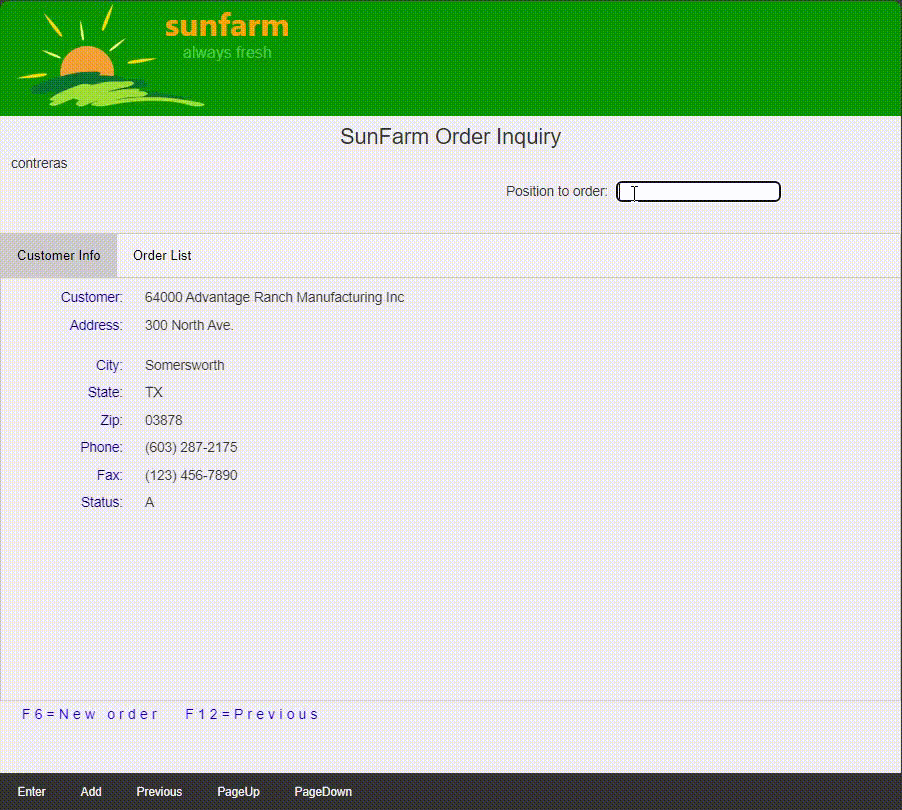 sunfarm
always fresh
SunFarm Order Inquiry
contreras
Position to order:
Customer Info Order List
Customer: 64000 Advantage Ranch Manufacturing Inc
Address: 300 North Ave.
City: Somersworth
State: TX
Zip: 03878
Phone: (603) 287-2175
Fax: (123) 456-7890
Status: A
F6=New order F12=Previous
Enter Add Previous PageUp PageDown